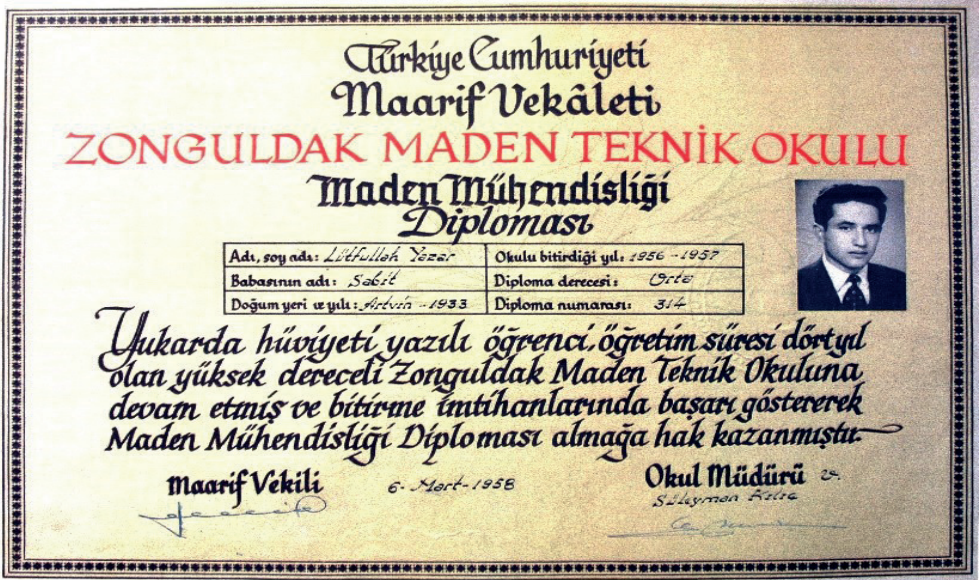 Türkiye Cumhuriyeti
Maarif Vekâleti
ZONGULDAK MADEN TEKNİK OKULU
Maden Mühendisliği
Diploması
Adı, soy adı: Lütfullah Yazar Okulu bitirdiği yıl: 1956-1957
Babasının adı: Sabit Diploma derecesi: Orta
Doğum yeri ve yılı: Artvin-1933 Diploma numarası: 314
Yukarda hüviyeti yazılı öğrenci, öğretim süresi dört yıl
olan yüksek dereceli Zonguldak Maden Teknik Okuluna
devam etmiş ve bitirme imtihanlarında başarı göstererek
Maden Mühendisliği Diploması almağa hak kazanmıştır.
Maarif Vekili 6-Mart-1958 Okul Müdürü
Süleyman